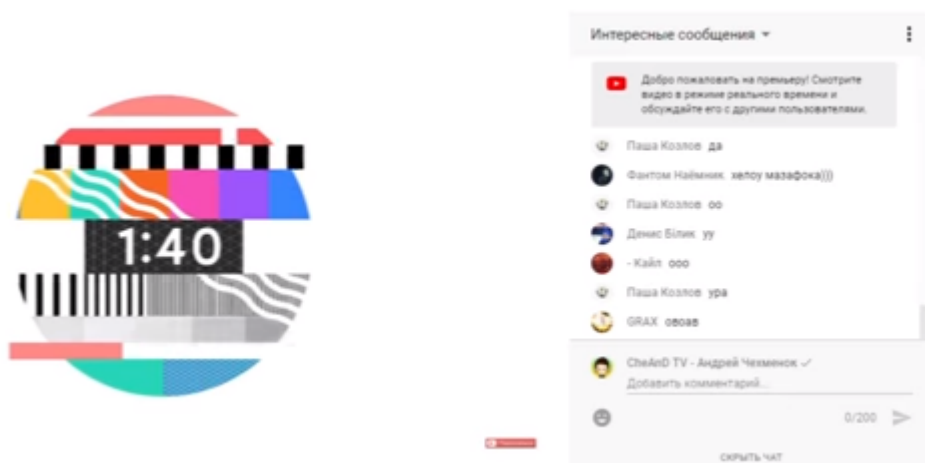 1:40
Интересные сообщения
Добро пожаловать на премьеру! Смотрите
видео в режиме реального времени и
обсуждайте его с другими пользователями.
Паша Козлов да
Фантом Наёмник хелоу мазафока)))
Паша Козлов оо
Денис Білик уу
- Кайл ооо
Паша Козлов ура
GRAX овоав
CheAnD TV - Андрей Чехменок
Добавить комментарий...
0/200
СКРЫТЬ ЧАТ